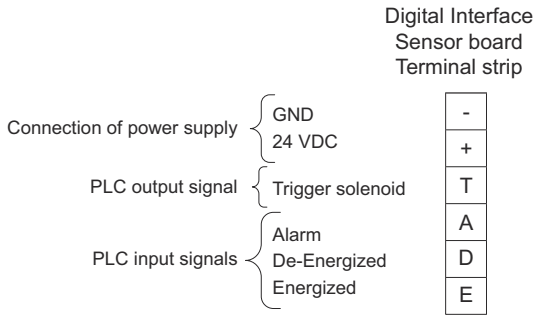 Digital Interface
Sensor board
Terminal strip
Connection of power supply
GND
24 VDC
-
+
PLC output signal
Trigger solenoid
T
PLC input signals
Alarm
De-Energized
Energized
A
D
E